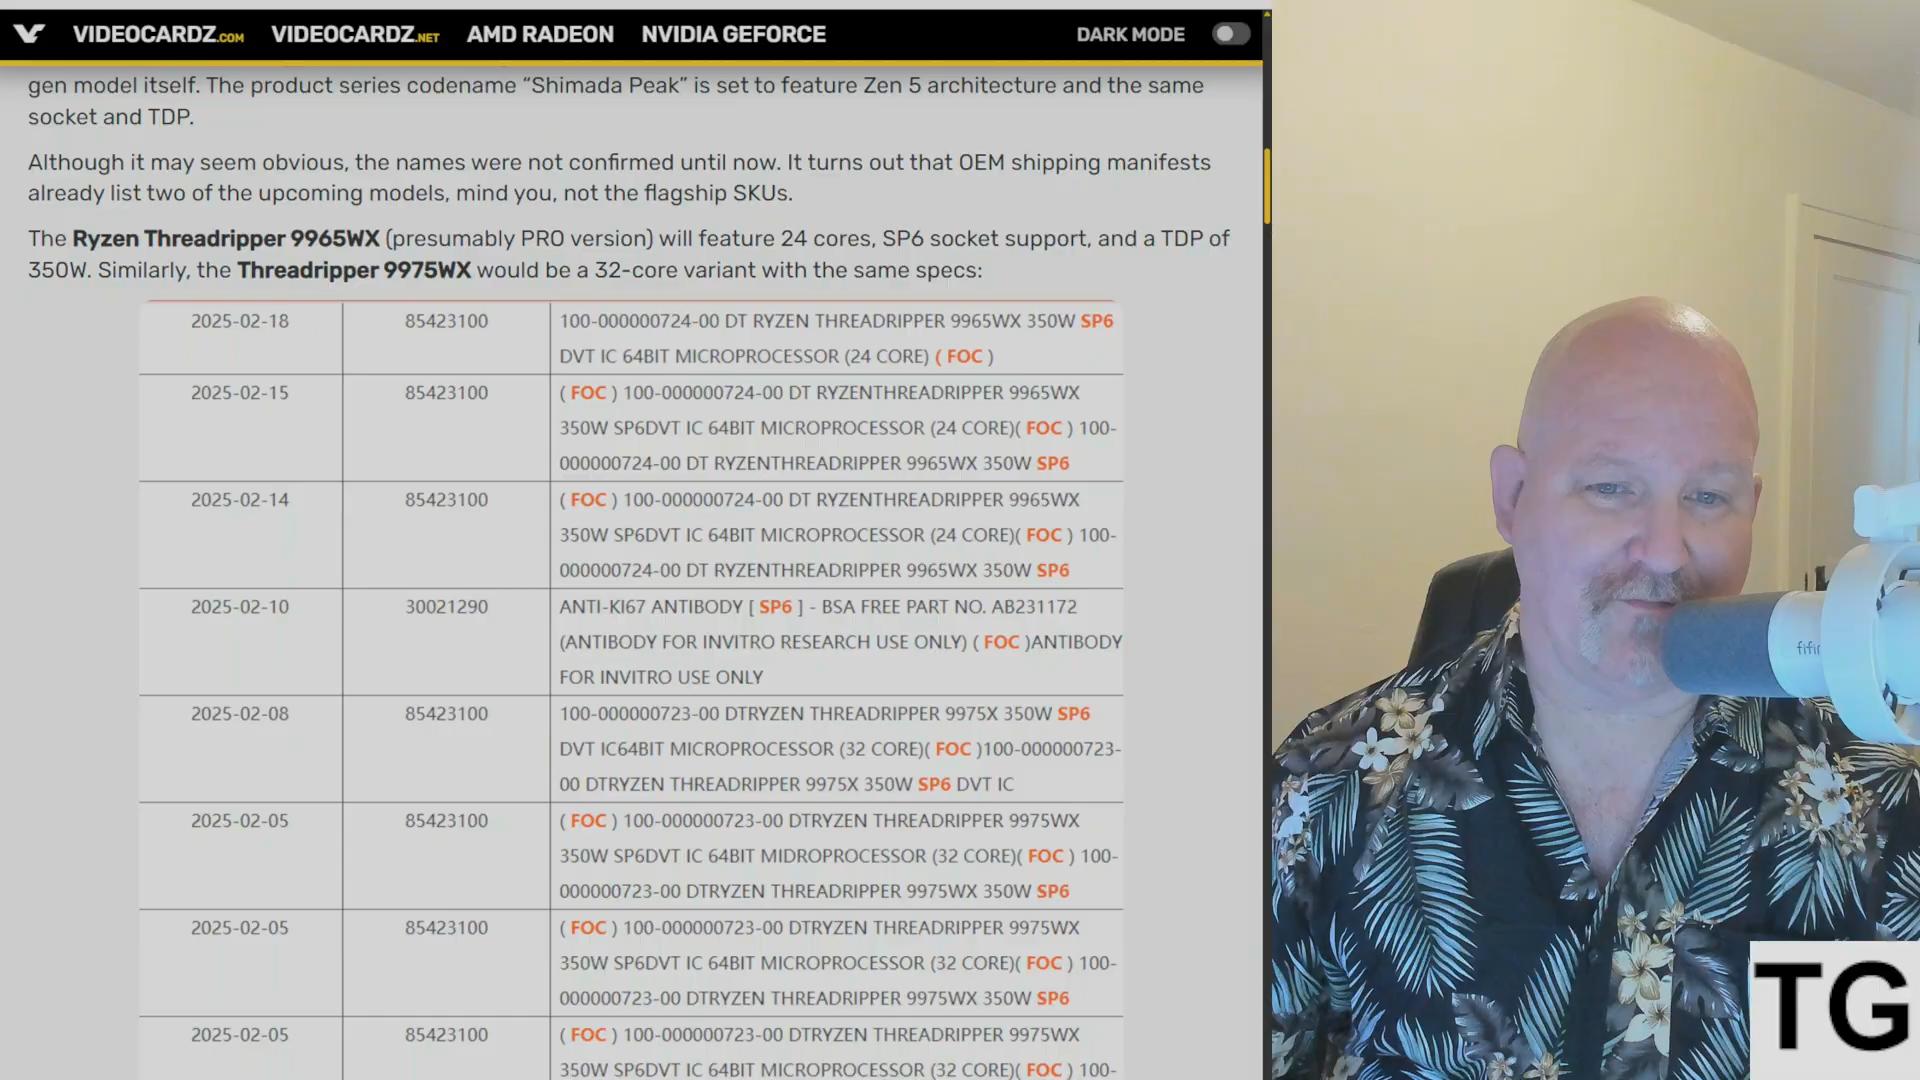 VIDEOCARDZ.COM VIDEOCARDZ.NET AMD RADEON NVIDIA GEFORCE DARK MODE
gen model itself. The product series codename “Shimada Peak” is set to feature Zen 5 architecture and the same
socket and TDP.
Although it may seem obvious, the names were not confirmed until now. It turns out that OEM shipping manifests
already list two of the upcoming models, mind you, not the flagship SKUs.
The Ryzen Threadripper 9965WX (presumably PRO version) will feature 24 cores, SP6 socket support, and a TDP of
350W. Similarly, the Threadripper 9975WX would be a 32-core variant with the same specs:
2025-02-18 85423100 100-000000724-00 DT RYZEN THREADRIPPER 9965WX 350W SP6
DVT IC 64BIT MICROPROCESSOR (24 CORE) ( FOC )
2025-02-15 85423100 ( FOC ) 100-000000724-00 DT RYZENTHREADRIPPER 9965WX
350W SP6DVT IC 64BIT MICROPROCESSOR (24 CORE)( FOC ) 100-
000000724-00 DT RYZENTHREADRIPPER 9965WX 350W SP6
2025-02-14 85423100 ( FOC ) 100-000000724-00 DT RYZENTHREADRIPPER 9965WX
350W SP6DVT IC 64BIT MICROPROCESSOR (24 CORE)( FOC ) 100-
000000724-00 DT RYZENTHREADRIPPER 9965WX 350W SP6
2025-02-10 30021290 ANTI-KI67 ANTIBODY [ SP6 ] - BSA FREE PART NO. AB231172
(ANTIBODY FOR INVITRO RESEARCH USE ONLY) ( FOC )ANTIBODY
FOR INVITRO USE ONLY
2025-02-08 85423100 100-000000723-00 DTRYZEN THREADRIPPER 9975X 350W SP6
DVT IC64BIT MICROPROCESSOR (32 CORE)( FOC )100-000000723-
00 DTRYZEN THREADRIPPER 9975X 350W SP6 DVT IC
2025-02-05 85423100 ( FOC ) 100-000000723-00 DTRYZEN THREADRIPPER 9975WX
350W SP6DVT IC 64BIT MIDROPROCESSOR (32 CORE)( FOC ) 100-
000000723-00 DTRYZEN THREADRIPPER 9975WX 350W SP6
2025-02-05 85423100 ( FOC ) 100-000000723-00 DTRYZEN THREADRIPPER 9975WX
350W SP6DVT IC 64BIT MICROPROCESSOR (32 CORE)( FOC ) 100-
000000723-00 DTRYZEN THREADRIPPER 9975WX 350W SP6
2025-02-05 85423100 ( FOC ) 100-000000723-00 DTRYZEN THREADRIPPER 9975WX
350W SP6DVT IC 64BIT MICROPROCESSOR (32 CORE)( FOC ) 100-
TG